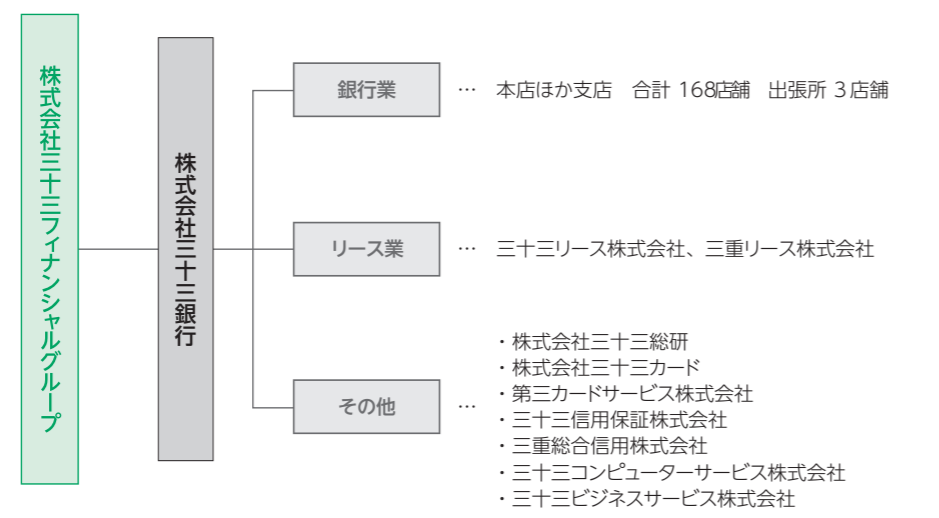 株式会社三十三フィナンシャルグループ
株式会社三十三銀行
銀行業 … 本店ほか支店 合計 168店舗 出張所 3店舗
リース業 … 三十三リース株式会社、三重リース株式会社
その他 …
・株式会社三十三総研
・株式会社三十三カード
・第三カードサービス株式会社
・三十三信用保証株式会社
・三重総合信用株式会社
・三十三コンピューターサービス株式会社
・三十三ビジネスサービス株式会社